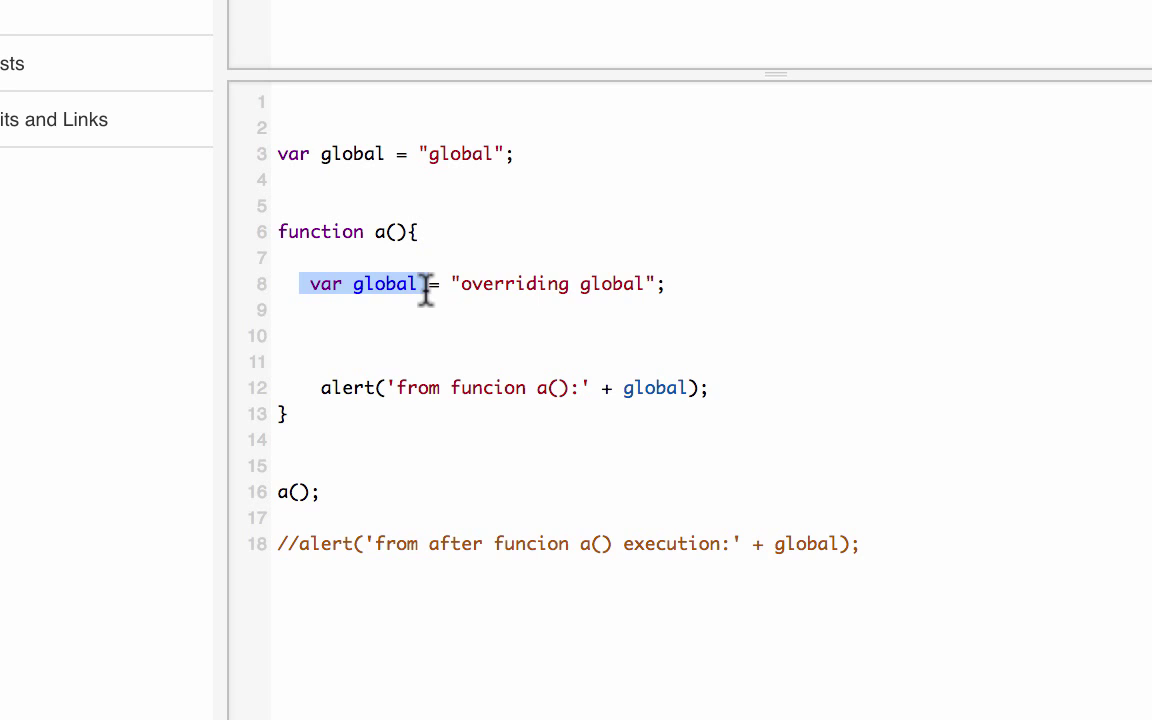 sts
its and Links
1
2
3 var global = "global";
4
5
6 function a(){
7
8 var global = "overriding global";
9
10
11
12 alert('from funcion a():' + global);
13 }
14
15
16 a();
17
18 //alert('from after funcion a() execution:' + global);